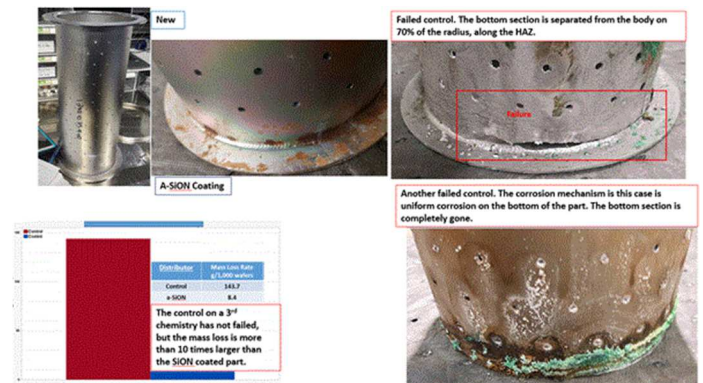 New
Failed control. The bottom section is separated from the body on
70% of the radius, along the HAZ.
Failure
A-SiON Coating
Another failed control. The corrosion mechanism is this case is
uniform corrosion on the bottom of the part. The bottom section is
completely gone.
Control
Coated
Distributor Mass Loss Rate
g/1,000 wafers
Control 143.7
a-SiON 8.4
The control on a 3rd
chemistry has not failed,
but the mass loss is more
than 10 times larger than
the SiON coated part.